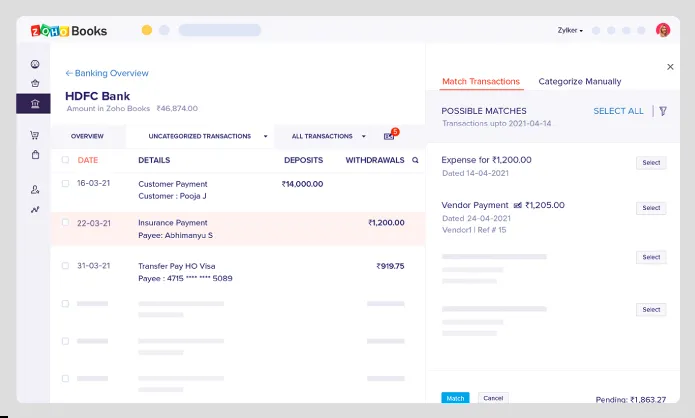 ZOHO Books
Zylker
← Banking Overview
HDFC Bank
Amount in Zoho Books ₹46,874.00
OVERVIEW UNCATEGORIZED TRANSACTIONS ALL TRANSACTIONS 5
DATE DETAILS DEPOSITS WITHDRAWALS
16-03-21 Customer Payment ₹14,000.00
Customer : Pooja J
22-03-21 Insurance Payment ₹1,200.00
Payee: Abhimanyu S
31-03-21 Transfer Pay HO Visa ₹919.75
Payee : 4715 **** **** 5089
Match Transactions Categorize Manually
POSSIBLE MATCHES SELECT ALL
Transactions upto 2021-04-14
Expense for ₹1,200.00 Select
Dated 14-04-2021
Vendor Payment ₹1,205.00 Select
Dated 24-04-2021
Vendor1 | Ref # 15
Select
Select
Match Cancel Pending: ₹1,863.27